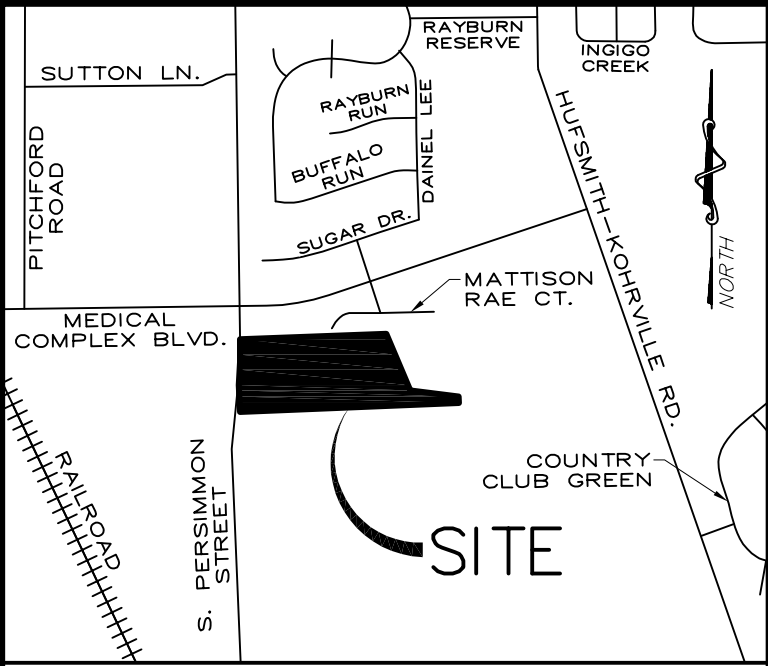 RAYBURN
RESERVE
INGIGO
CREEK
SUTTON LN.
RAYBURN
RUN
DAINEL LEE
HUFSMITH-KOHRVILLE RD.
PITCHFORD
ROAD
BUFFALO
RUN
SUGAR DR.
NORTH
MATTISON
RAE CT.
MEDICAL
COMPLEX BLVD.
RAILROAD
S. PERSIMMON
STREET
COUNTRY
CLUB GREEN
SITE